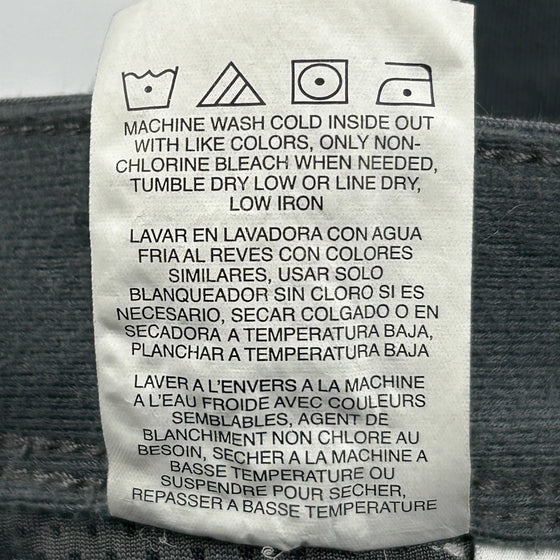 MACHINE WASH COLD INSIDE OUT
WITH LIKE COLORS, ONLY NON-
CHLORINE BLEACH WHEN NEEDED,
TUMBLE DRY LOW OR LINE DRY,
LOW IRON
LAVAR EN LAVADORA CON AGUA
FRIA AL REVES CON COLORES
SIMILARES, USAR SOLO
BLANQUEADOR SIN CLORO SI ES
NECESARIO, SECAR COLGADO O EN
SECADORA A TEMPERATURA BAJA,
PLANCHAR A TEMPERATURA BAJA
LAVER A L'ENVERS A LA MACHINE
A L'EAU FROIDE AVEC COULEURS
SEMBLABLES, AGENT DE
BLANCHIMENT NON CHLORE AU
BESOIN, SECHER A LA MACHINE A
BASSE TEMPERATURE OU
SUSPENDRE POUR SECHER,
REPASSER A BASSE TEMPERATURE